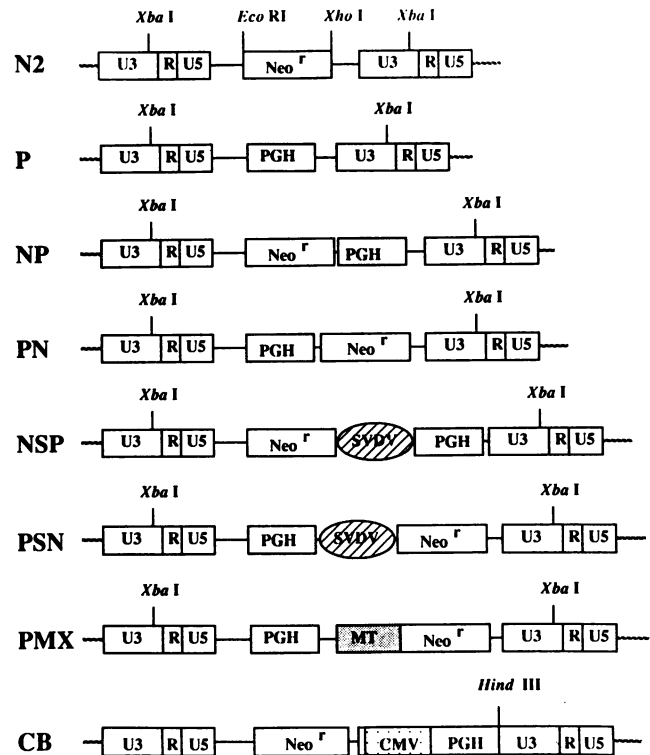 Xba I Eco RI Xho I Xba I
N2 U3 R U5 Neo r U3 R U5
Xba I Xba I
P U3 R U5 PGH U3 R U5
Xba I Xba I
NP U3 R U5 Neo r PGH U3 R U5
Xba I Xba I
PN U3 R U5 PGH Neo r U3 R U5
Xba I Xba I
NSP U3 R U5 Neo r SVDV PGH U3 R U5
Xba I Xba I
PSN U3 R U5 PGH SVDV Neo r U3 R U5
Xba I Xba I
PMX U3 R U5 PGH MT Neo r U3 R U5
Hind III
CB U3 R U5 Neo r CMV PGH U3 R U5